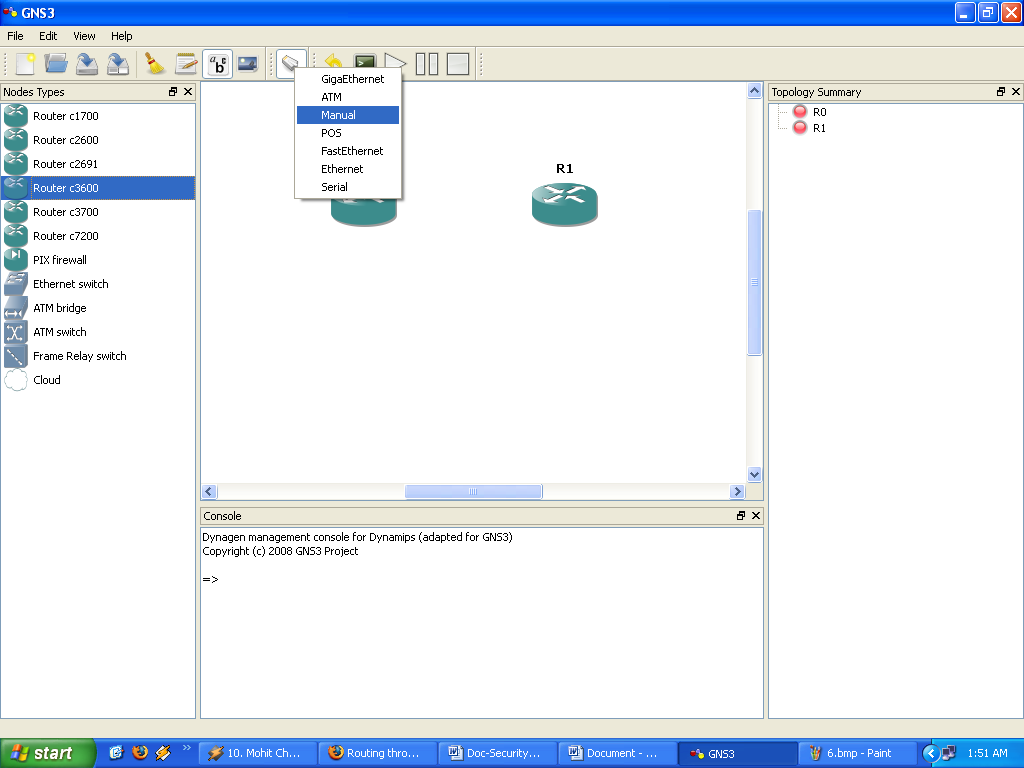 GNS3
File Edit View Help
a b c
Nodes Types
Router c1700
Router c2600
Router c2691
Router c3600
Router c3700
Router c7200
PIX firewall
Ethernet switch
ATM bridge
ATM switch
Frame Relay switch
Cloud
GigaEthernet
ATM
Manual
POS
FastEthernet
Ethernet
Serial
R1
Topology Summary
R0
R1
Console
Dynagen management console for Dynamips (adapted for GNS3)
Copyright (c) 2008 GNS3 Project
=>
start
10. Mohit Ch...
Routing thro...
Doc-Security...
Document - ...
GNS3
6.bmp - Paint
1:51 AM